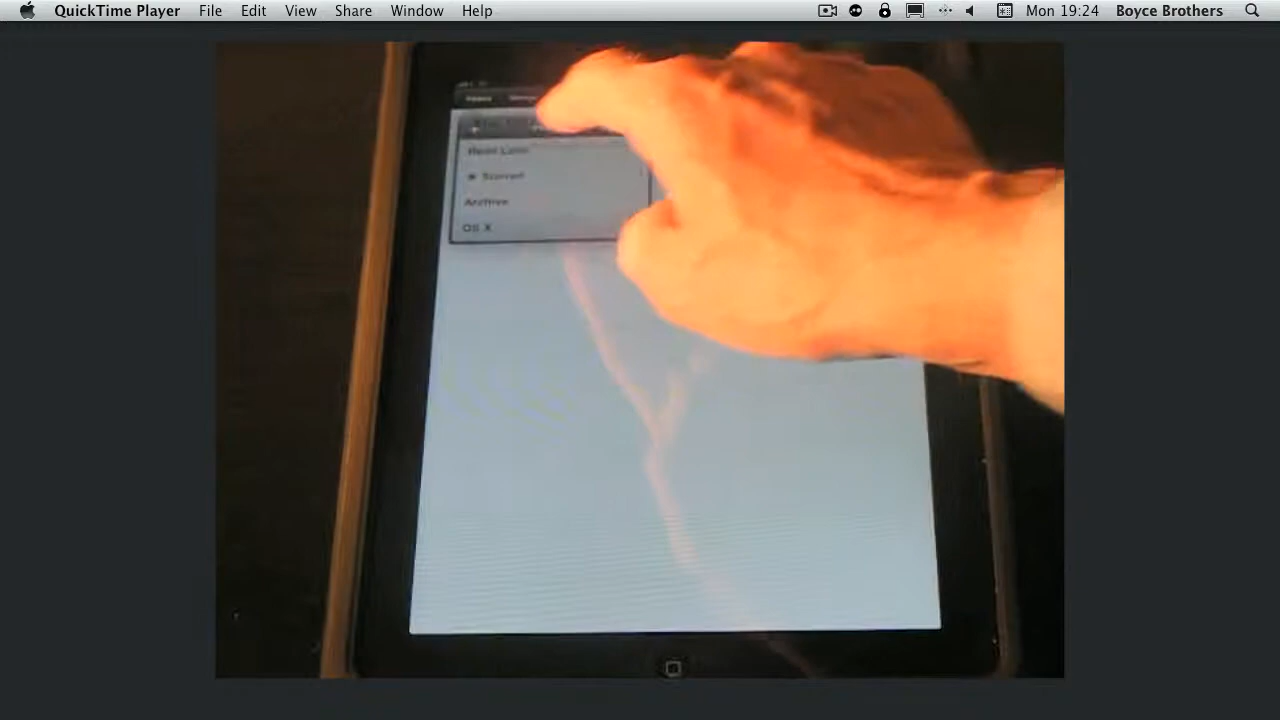 QuickTime Player File Edit View Share Window Help Mon 19:24 Boyce Brothers
Read Later
Starred
Archive
OS X